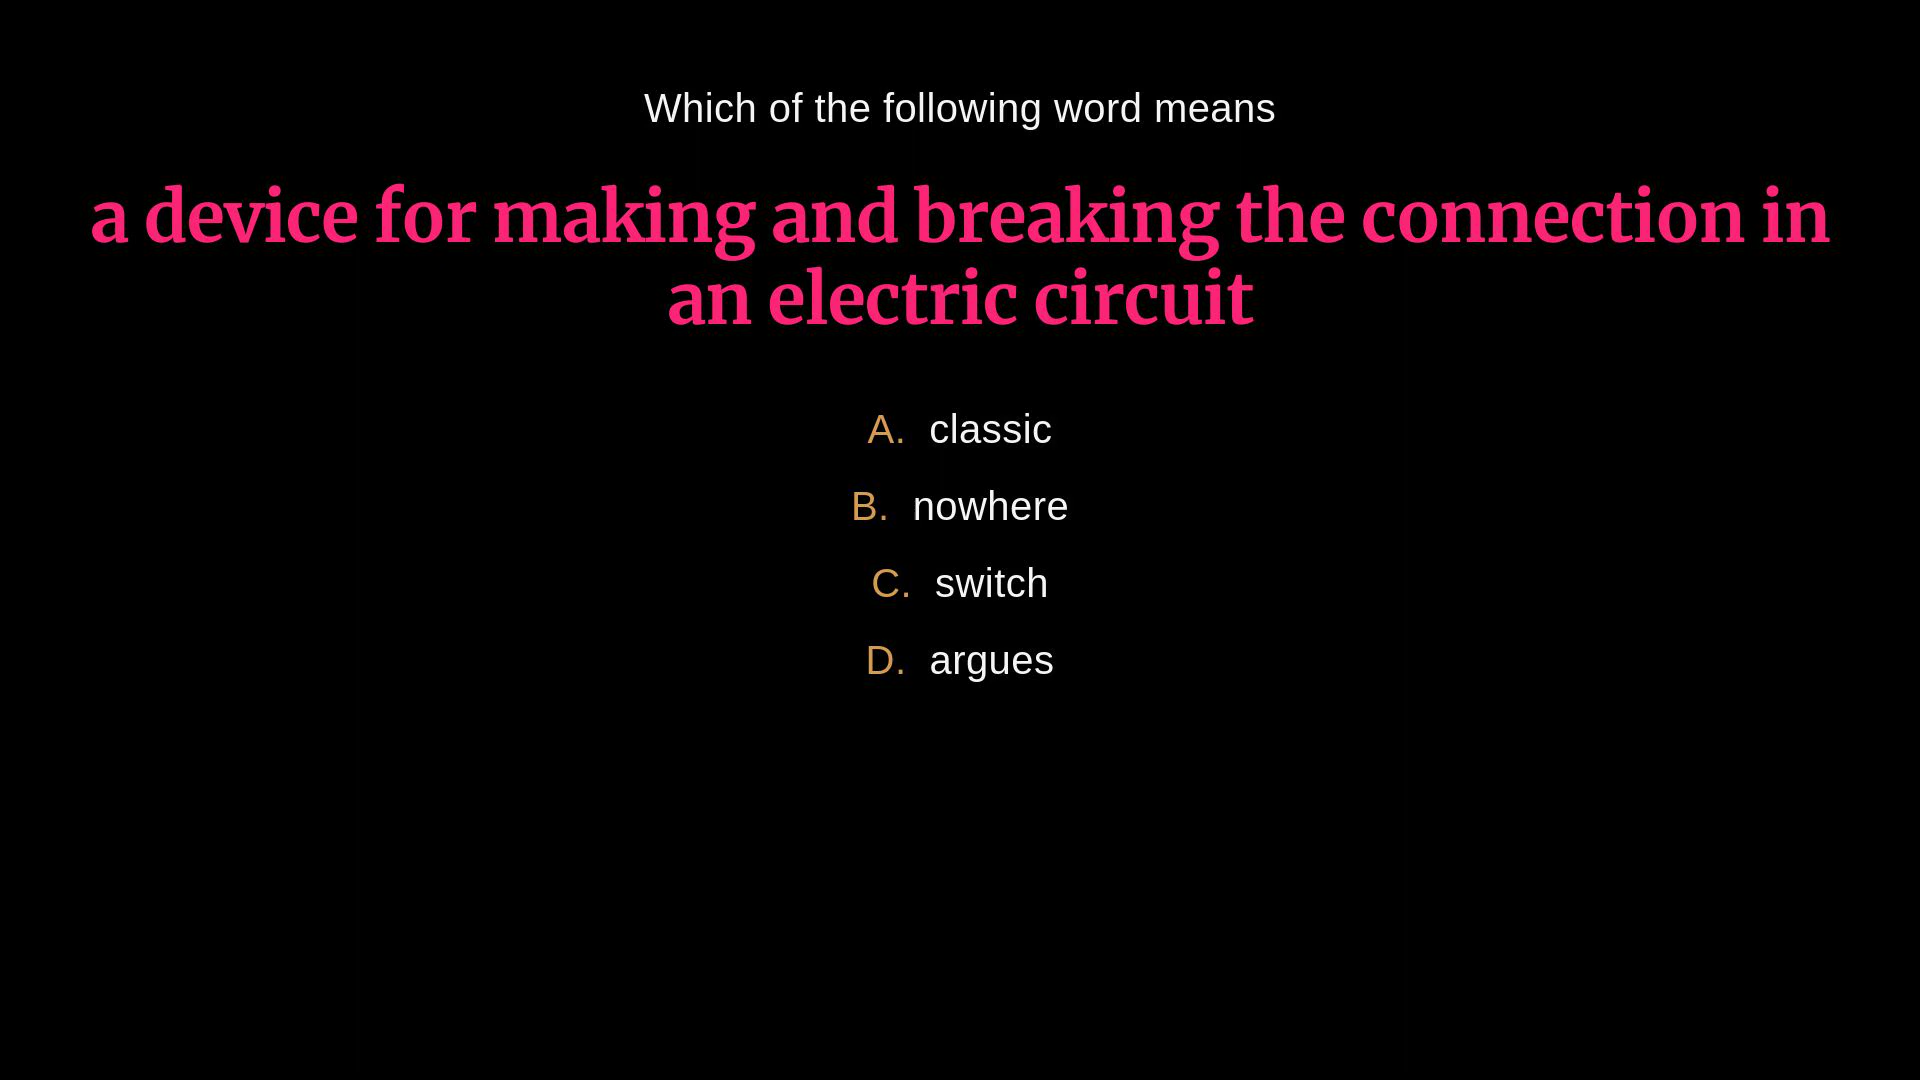 Which of the following word means
a device for making and breaking the connection in
an electric circuit
A. classic
B. nowhere
C. switch
D. argues